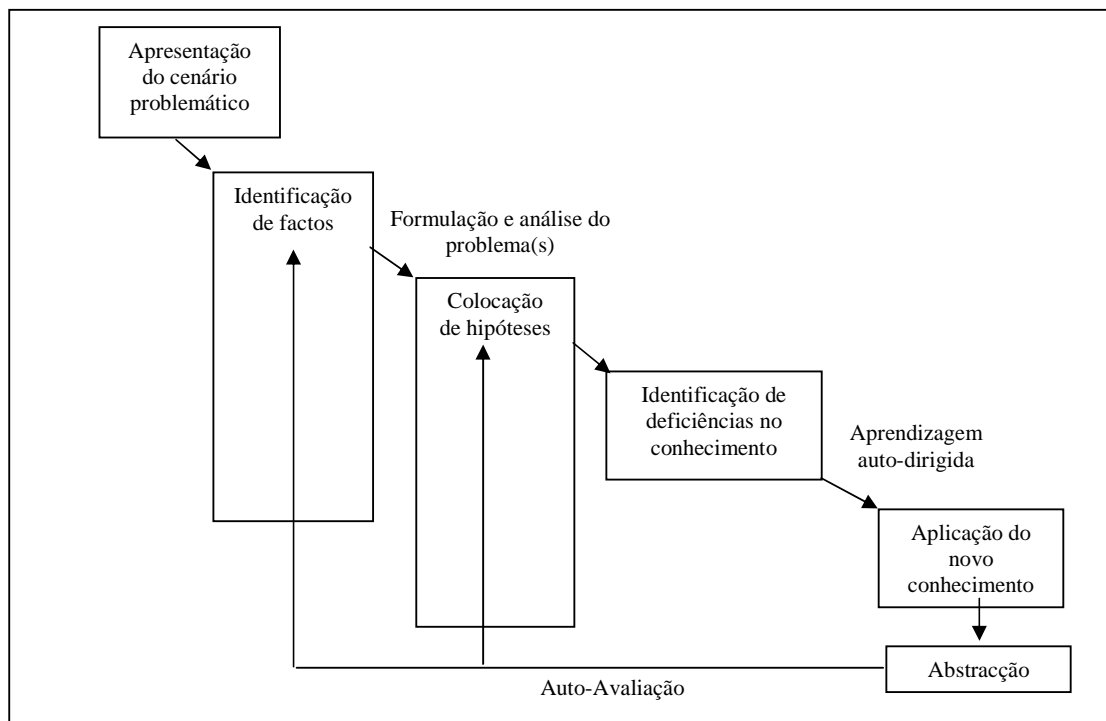 Apresentação
do cenário
problemático
Identificação
de factos
Formulação e análise do
problema(s)
Colocação
de hipóteses
Identificação de
deficiências no
conhecimento
Aprendizagem
auto-dirigida
Aplicação do
novo
conhecimento
Abstracção
Auto-Avaliação